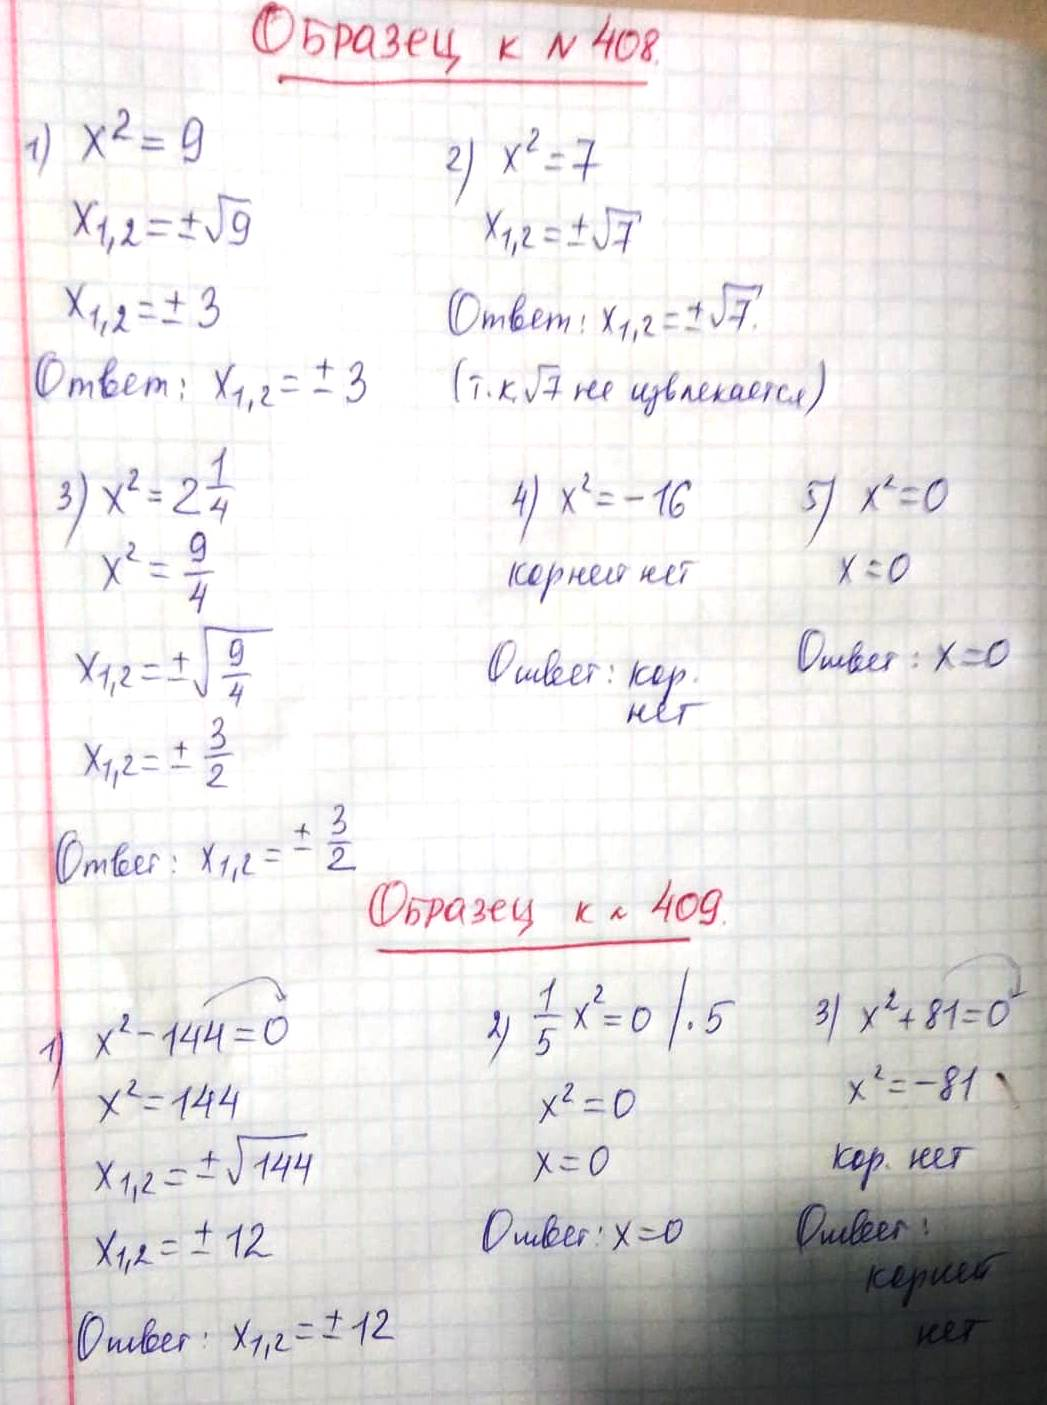 Образец к N 408.
1) x² = 9
x₁,₂ = ±√9
x₁,₂ = ± 3
Ответ: x₁,₂ = ± 3
2) x² = 7
x₁,₂ = ±√7
Ответ: x₁,₂ = ±√7.
(т.к. √7 не извлекается)
3) x² = 2 1/4
x² = 9/4
x₁,₂ = ±√(9/4)
x₁,₂ = ± 3/2
Ответ: x₁,₂ = ± 3/2
4) x² = -16
корней нет
Ответ: кор.
нет
5) x² = 0
x = 0
Ответ: x = 0
Образец к N 409.
1) x² - 144 = 0
x² = 144
x₁,₂ = ±√144
x₁,₂ = ± 12
Ответ: x₁,₂ = ± 12
2) 1/5 x² = 0 /· 5
x² = 0
x = 0
Ответ: x = 0
3) x² + 81 = 0
x² = -81
кор. нет
Ответ:
корней
нет